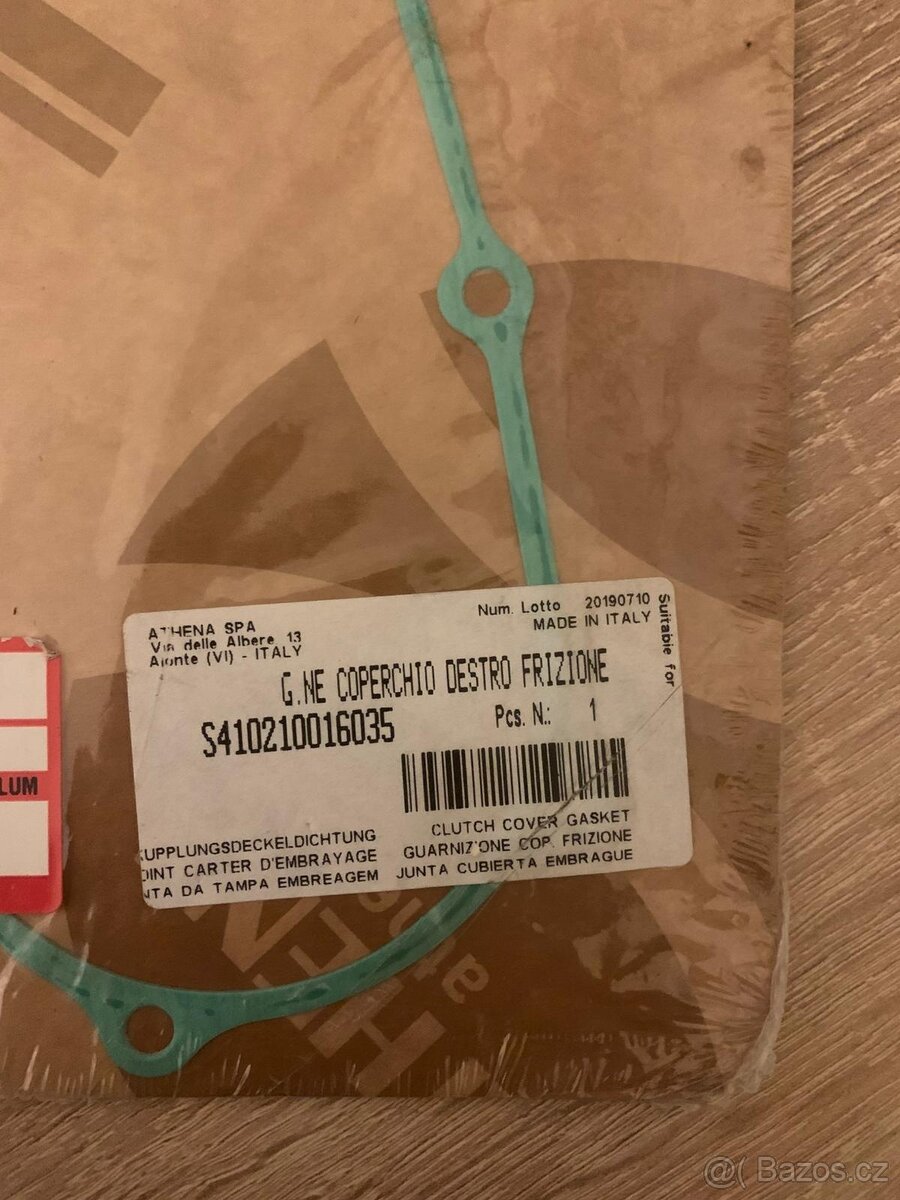 ATHENA SPA
Via delle Albere 13
Alonte (VI) - ITALY
Num. Lotto 20190710
MADE IN ITALY
Suitable for
G.NE COPERCHIO DESTRO FRIZIONE
S410210016035
Pcs. N.: 1
KUPPLUNGSDECKELDICHTUNG
JOINT CARTER D'EMBRAYAGE
JUNTA DA TAMPA EMBREAGEM
CLUTCH COVER GASKET
GUARNIZIONE COP. FRIZIONE
JUNTA CUBIERTA EMBRAGUE
LUM
HEN
athe
@( Bazos.cz